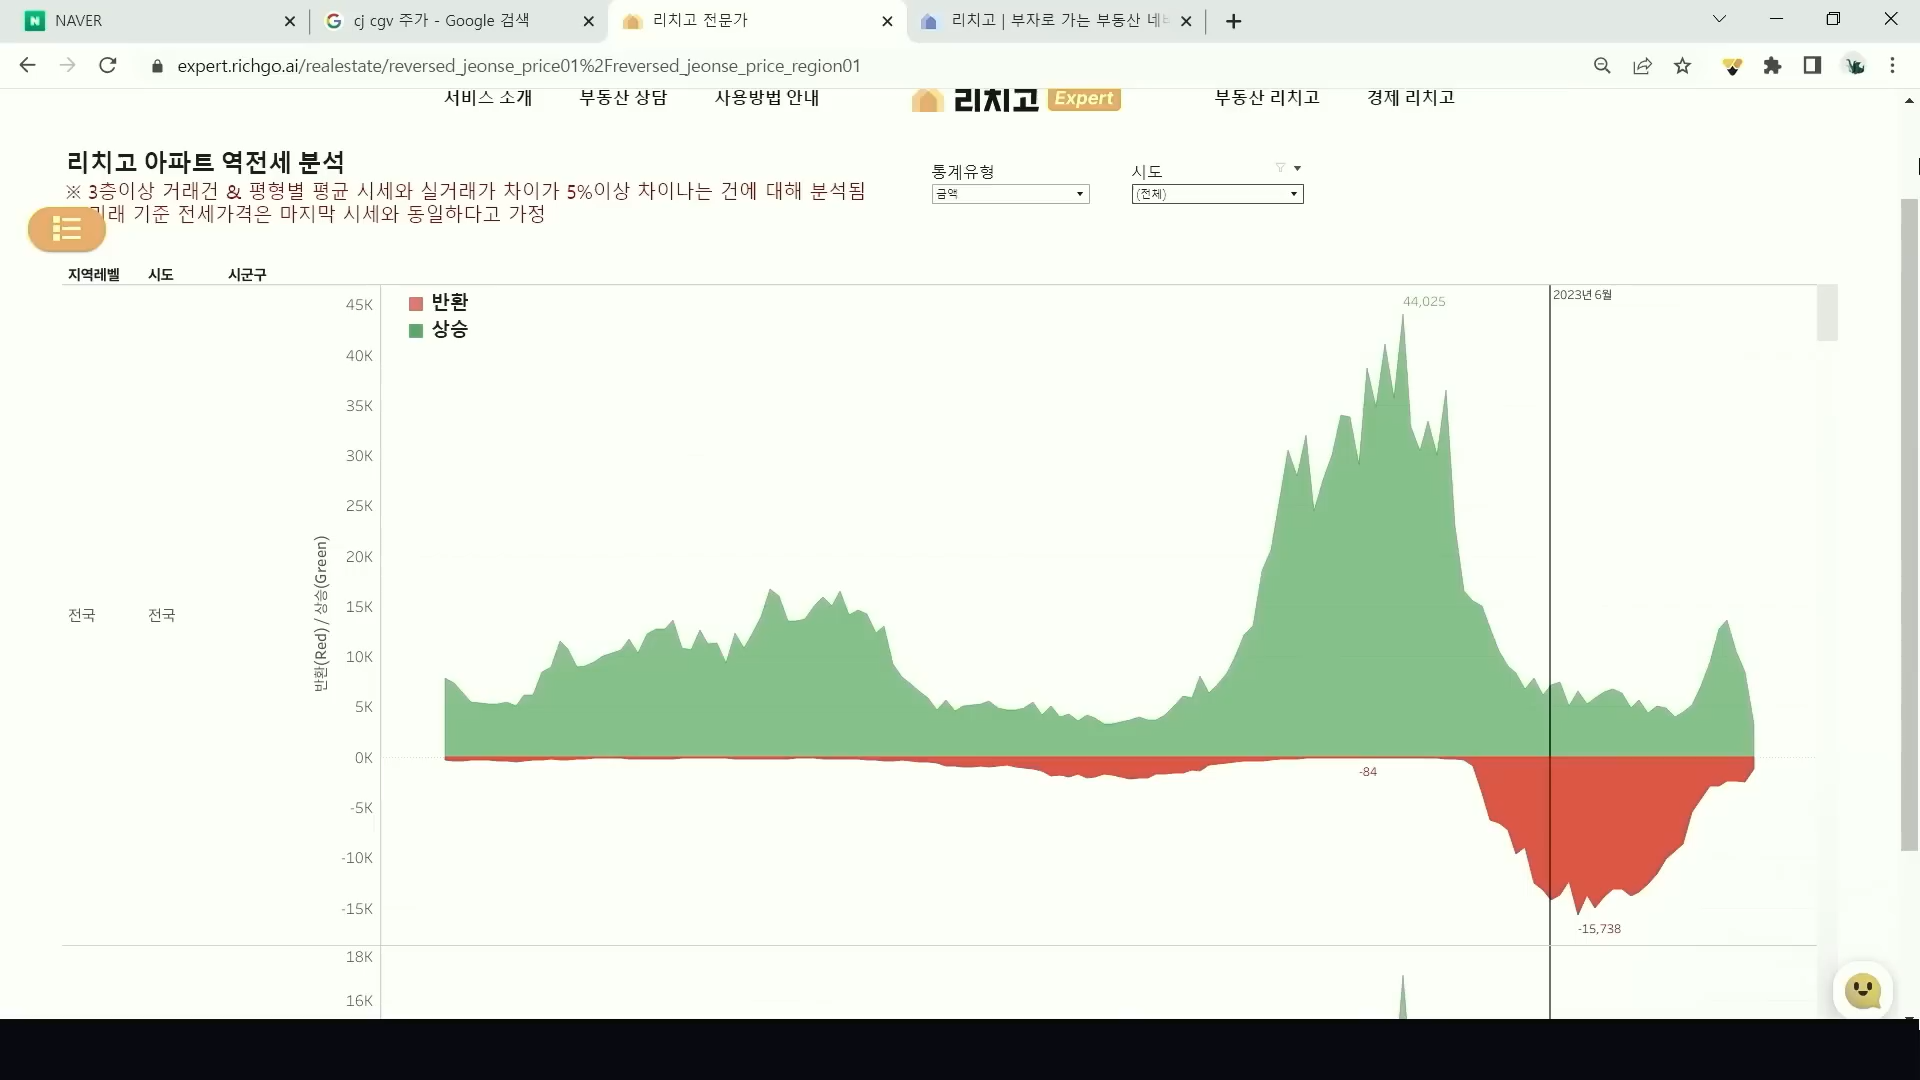 NAVER
cj cgv 주가 - Google 검색
리치고 전문가
리치고 | 부자로 가는 부동산
expert.richgo.ai/realestate/reversed_jeonse_price01%2Freversed_jeonse_price_region01
서비스 소개 부동산 상담 사용방법 안내 리치고 Expert 부동산 리치고 경제 리치고
리치고 아파트 역전세 분석
※ 3층이상 거래건 & 평형별 평균 시세와 실거래가 차이가 5%이상 차이나는 건에 대해 분석됨
기준 전세가격은 마지막 시세와 동일하다고 가정
통계유형 시도
금액 (전체)
지역레벨 시도 시군구
반환
상승
44,025
2023년 6월
45K
40K
35K
30K
25K
20K
15K
10K
5K
0K
-5K
-10K
-15K
반환(Red) / 상승(Green)
전국 전국
-84
-15,738
18K
16K